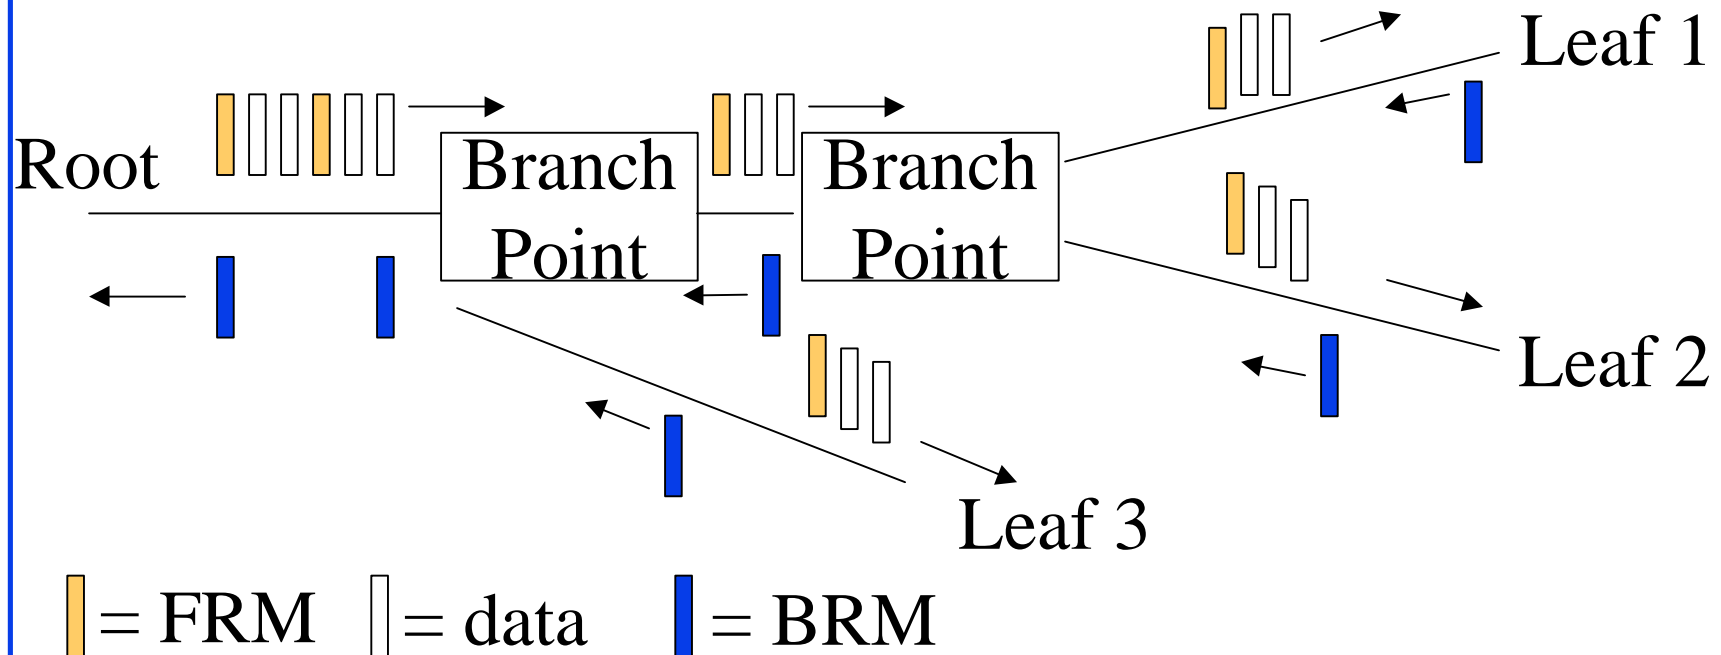 Leaf 1
Root
Branch
Point
Branch
Point
Leaf 2
Leaf 3
= FRM
= data
= BRM